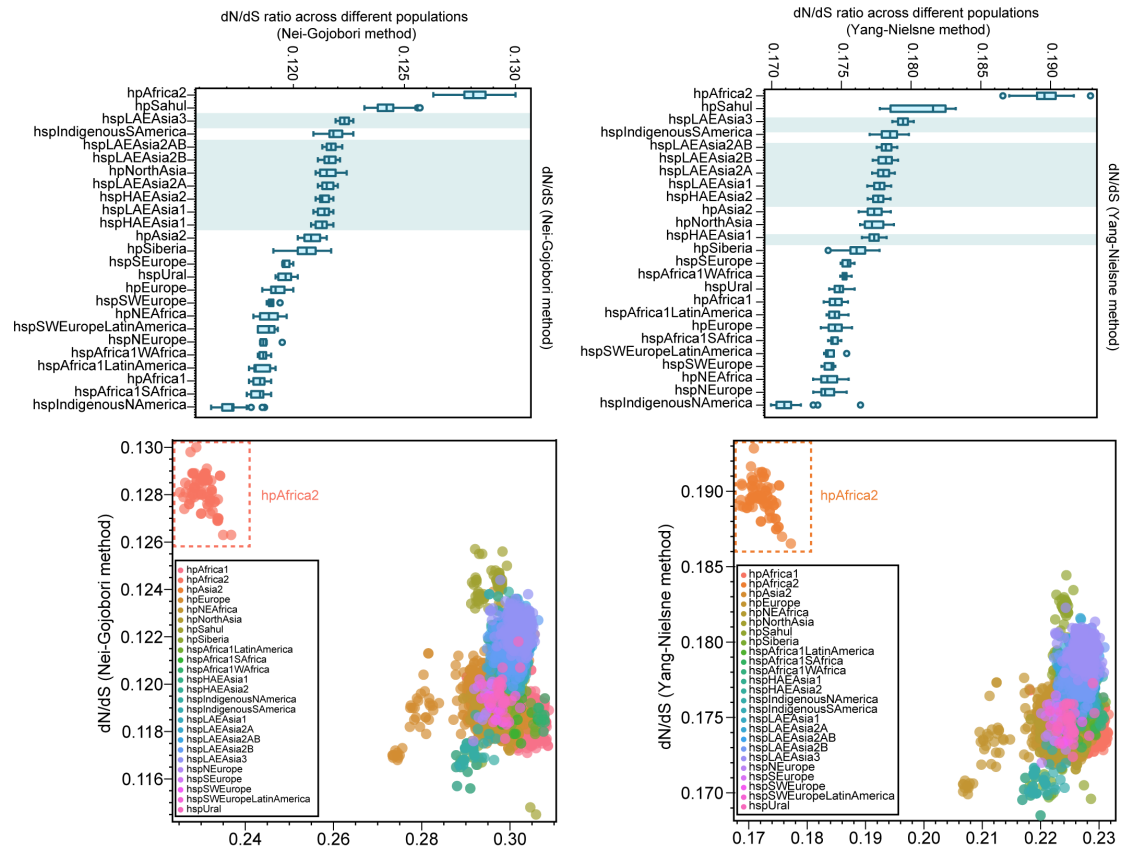 dN/dS ratio across different populations
(Nei-Gojobori method)
0.120
0.125
0.130
hpAfrica2
hpSahul
hspLAEAsia3
hspIndigenousSAmerica
hspLAEAsia2AB
hspLAEAsia2B
hpNorthAsia
hspLAEAsia2A
hspHAEAsia2
hspLAEAsia1
hspHAEAsia1
hpAsia2
hpSiberia
hspSEurope
hspUral
hpEurope
hspSWEurope
hpNEAfrica
hspSWEuropeLatinAmerica
hspNEurope
hspAfrica1WAfrica
hspAfrica1LatinAmerica
hpAfrica1
hspAfrica1SAfrica
hspIndigenousNAmerica
dN/dS (Nei-Gojobori method)
dN/dS ratio across different populations
(Yang-Nielsne method)
0.170
0.175
0.180
0.185
0.190
hpAfrica2
hpSahul
hspLAEAsia3
hspIndigenousSAmerica
hspLAEAsia2AB
hspLAEAsia2B
hspLAEAsia2A
hspLAEAsia1
hspHAEAsia2
hpAsia2
hpNorthAsia
hspHAEAsia1
hpSiberia
hspSEurope
hspAfrica1WAfrica
hspUral
hpAfrica1
hspAfrica1LatinAmerica
hpEurope
hspAfrica1SAfrica
hspSWEuropeLatinAmerica
hspSWEurope
hpNEAfrica
hspNEurope
hspIndigenousNAmerica
dN/dS (Yang-Nielsne method)
dN/dS (Nei-Gojobori method)
0.130
0.128
0.126
0.124
0.122
0.120
0.118
0.116
hpAfrica2
hpAfrica1
hpAfrica2
hpAsia2
hpEurope
hpNEAfrica
hpNorthAsia
hpSahul
hpSiberia
hspAfrica1LatinAmerica
hspAfrica1SAfrica
hspAfrica1WAfrica
hspHAEAsia1
hspHAEAsia2
hspIndigenousNAmerica
hspIndigenousSAmerica
hspLAEAsia1
hspLAEAsia2A
hspLAEAsia2AB
hspLAEAsia2B
hspLAEAsia3
hspNEurope
hspSEurope
hspSWEurope
hspSWEuropeLatinAmerica
hspUral
0.24
0.26
0.28
0.30
dN/dS (Yang-Nielsne method)
0.190
0.185
0.180
0.175
0.170
hpAfrica2
hpAfrica1
hpAfrica2
hpAsia2
hpEurope
hpNEAfrica
hpNorthAsia
hpSahul
hpSiberia
hspAfrica1LatinAmerica
hspAfrica1SAfrica
hspAfrica1WAfrica
hspHAEAsia1
hspHAEAsia2
hspIndigenousNAmerica
hspIndigenousSAmerica
hspLAEAsia1
hspLAEAsia2A
hspLAEAsia2AB
hspLAEAsia2B
hspLAEAsia3
hspNEurope
hspSEurope
hspSWEurope
hspSWEuropeLatinAmerica
hspUral
0.17
0.18
0.19
0.20
0.21
0.22
0.23